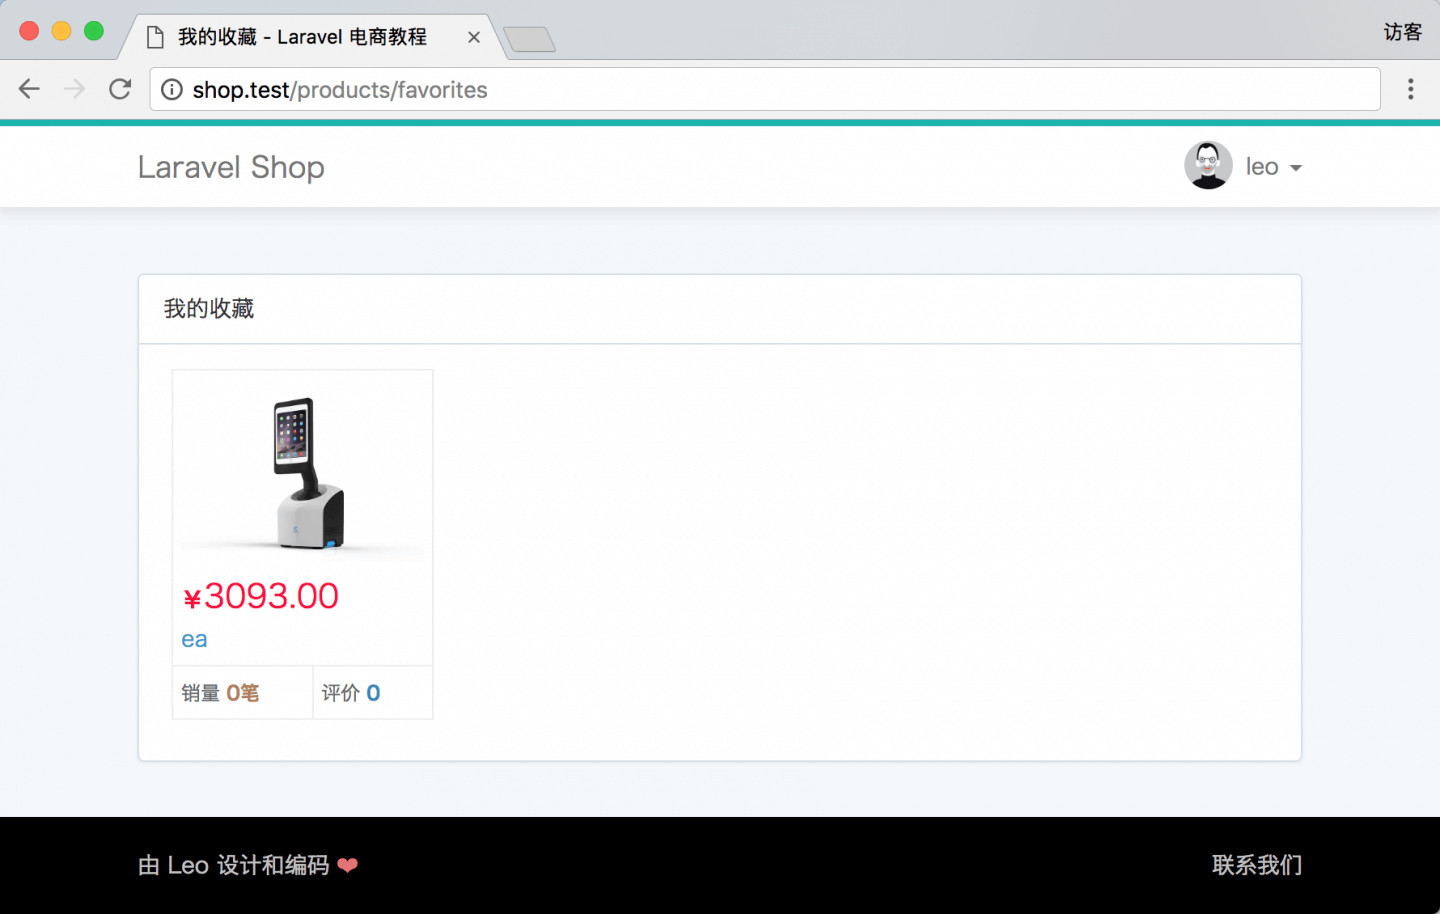 我的收藏 - Laravel 电商教程
访客
shop.test/products/favorites
Laravel Shop
leo
我的收藏
¥3093.00
ea
销量 0笔
评价 0
由 Leo 设计和编码 ❤
联系我们